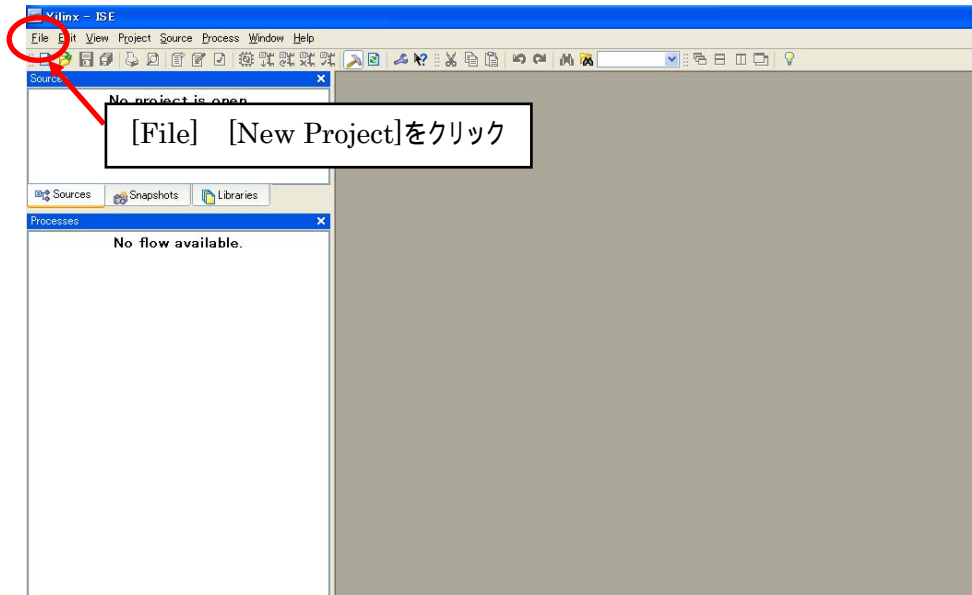 Xilinx - ISE
File Edit View Project Source Process Window Help
Sources
No project is open
[File] [New Project]をクリック
Sources Snapshots Libraries
Processes
No flow available.